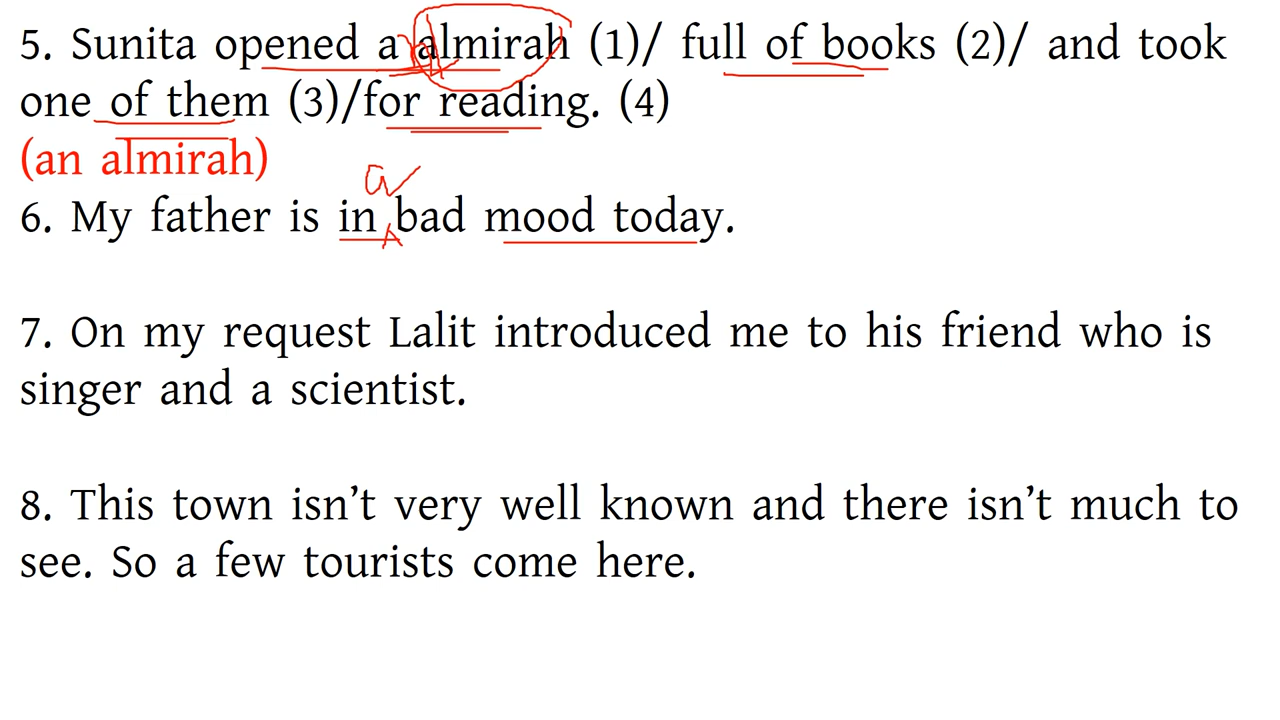 5. Sunita opened a almirah (1)/ full of books (2)/ and took
one of them (3)/for reading. (4)
(an almirah)
a
6. My father is in bad mood today.
7. On my request Lalit introduced me to his friend who is
singer and a scientist.
8. This town isn’t very well known and there isn’t much to
see. So a few tourists come here.